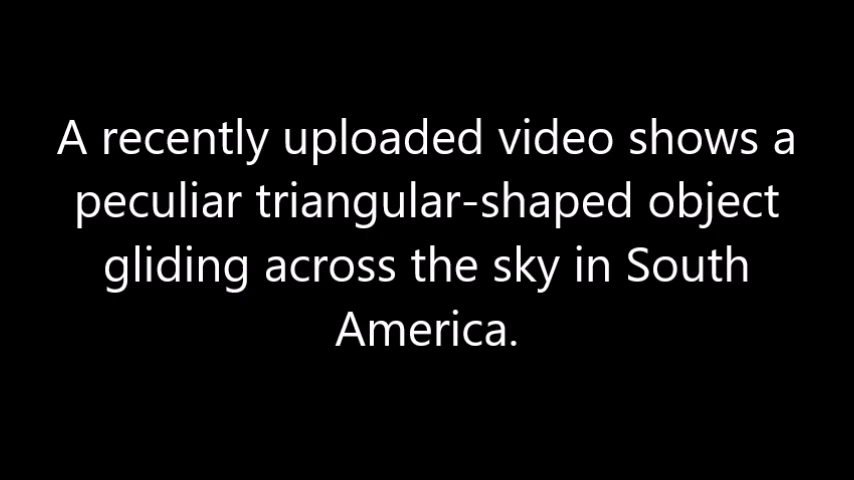 A recently uploaded video shows a
peculiar triangular-shaped object
gliding across the sky in South
America.